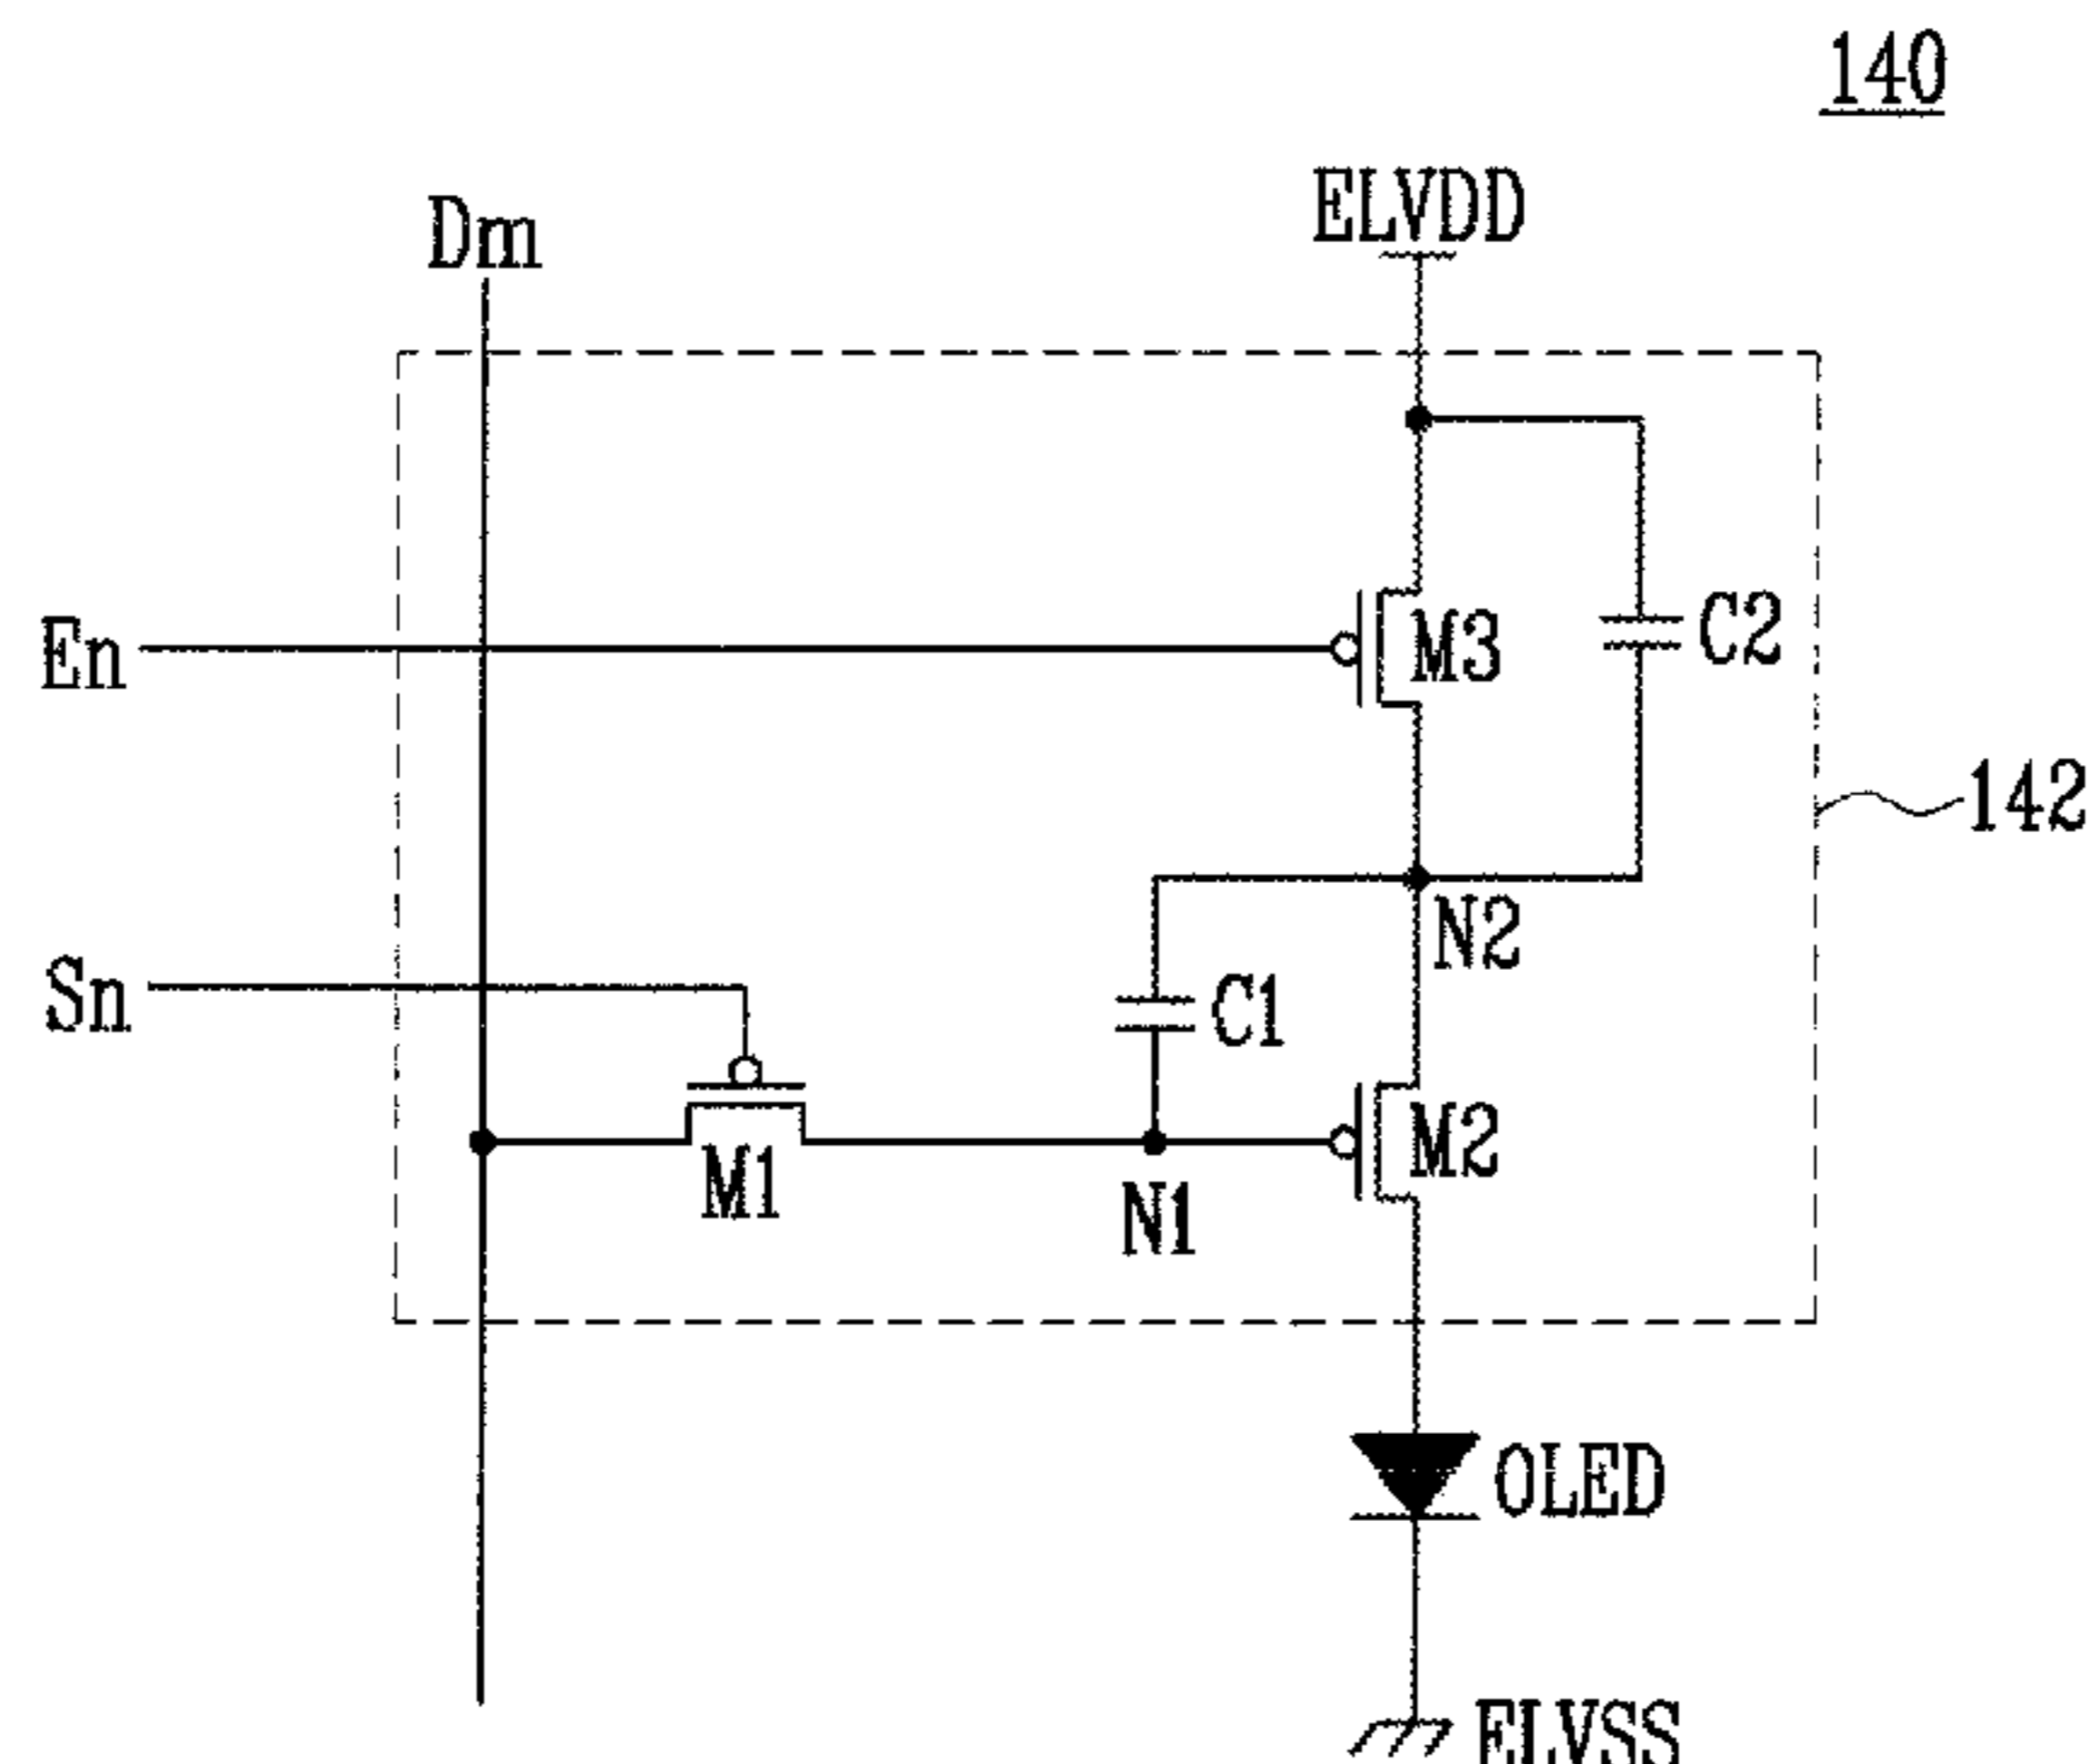 140
ELVDD
Dm
En
M3
C2
142
N2
Sn
C1
M1
M2
N1
OLED
ELVSS